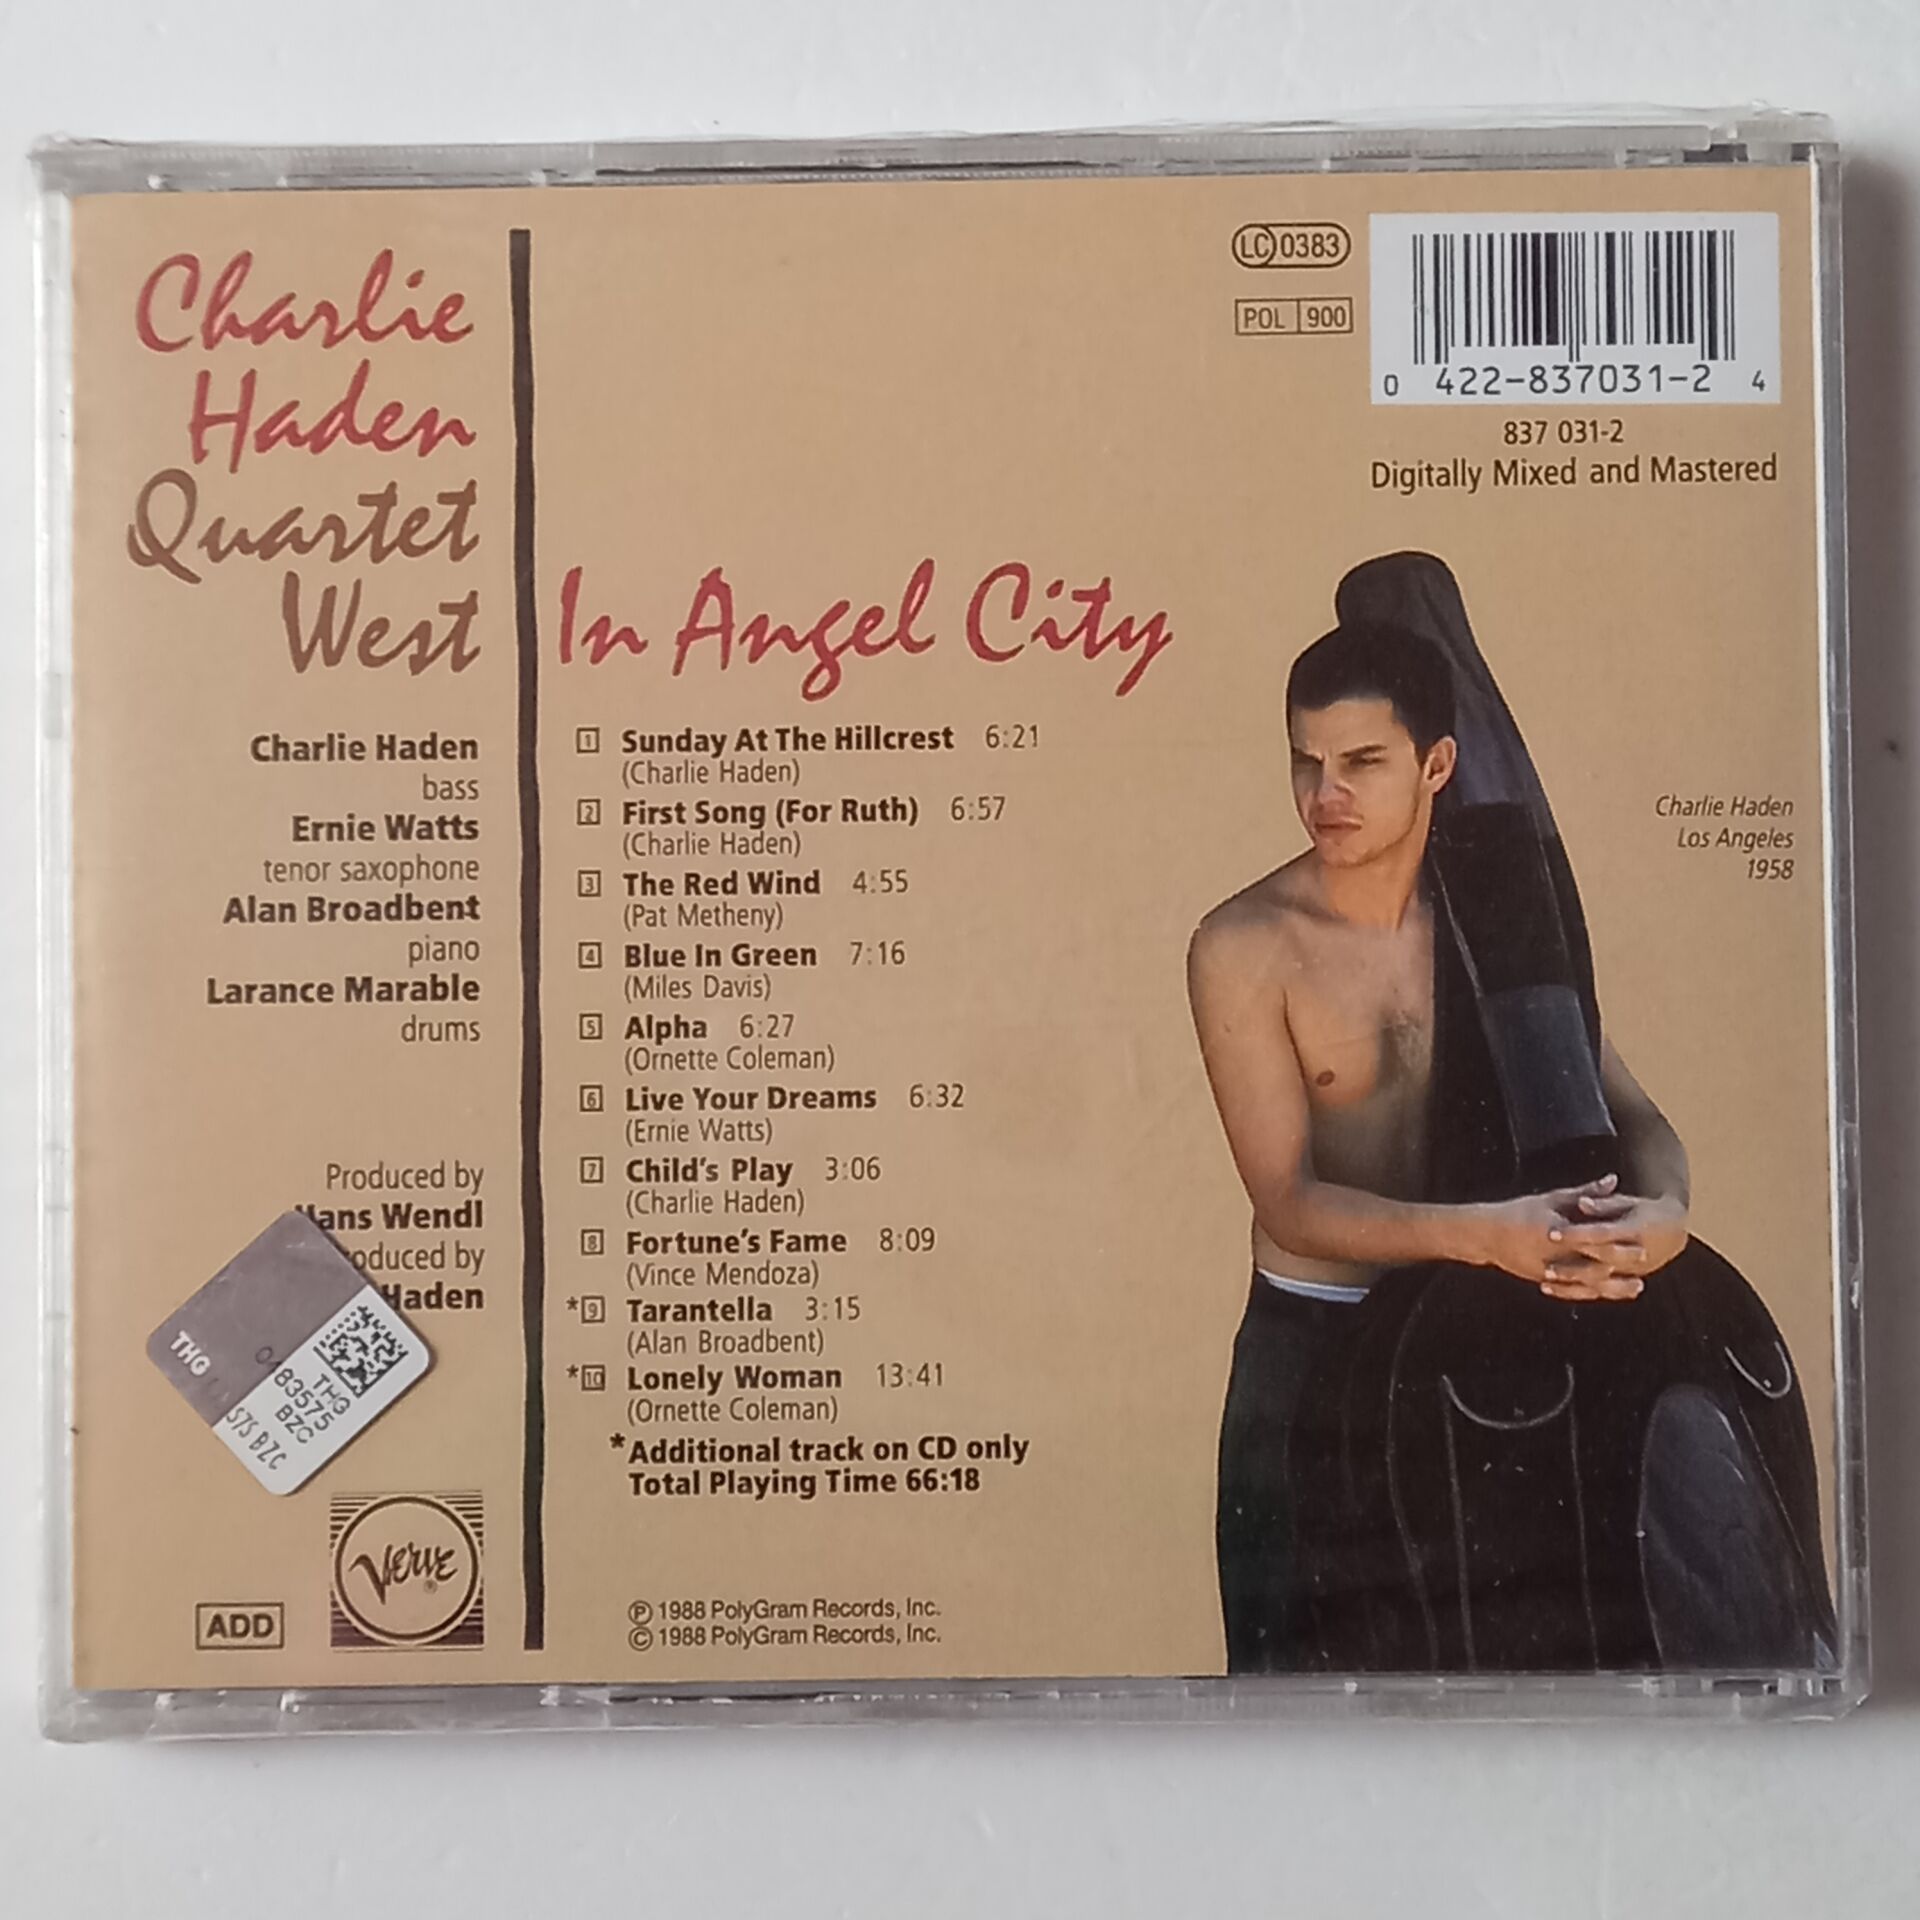 Charlie
Haden
Quartet
West
Charlie Haden
bass
Ernie Watts
tenor saxophone
Alan Broadbent
piano
Larance Marable
drums
Produced by
Hans Wendl
by
Haden
THG
THG
083575
BZC
575 BZC
ADD
VERVE
®
In Angel City
1 Sunday At The Hillcrest 6:21
(Charlie Haden)
2 First Song (For Ruth) 6:57
(Charlie Haden)
3 The Red Wind 4:55
(Pat Metheny)
4 Blue In Green 7:16
(Miles Davis)
5 Alpha 6:27
(Ornette Coleman)
6 Live Your Dreams 6:32
(Ernie Watts)
7 Child's Play 3:06
(Charlie Haden)
8 Fortune's Fame 8:09
(Vince Mendoza)
*9 Tarantella 3:15
(Alan Broadbent)
*10 Lonely Woman 13:41
(Ornette Coleman)
*Additional track on CD only
Total Playing Time 66:18
℗ 1988 PolyGram Records, Inc.
© 1988 PolyGram Records, Inc.
LC 0383
POL 900
0 422-837031-2 4
837 031-2
Digitally Mixed and Mastered
Charlie Haden
Los Angeles
1958